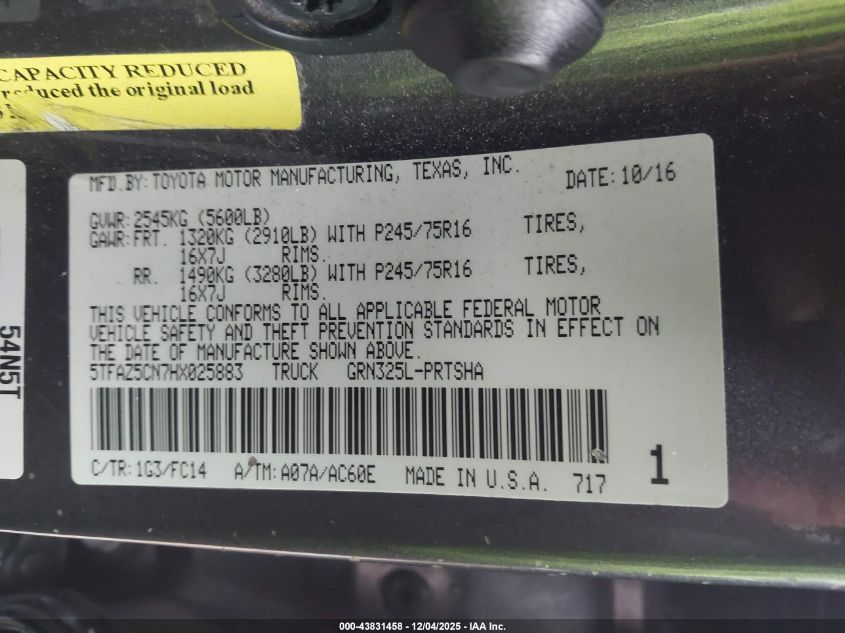 CAPACITY REDUCED
reduced the original load
54N5T
MFD.BY:TOYOTA MOTOR MANUFACTURING, TEXAS, INC. DATE:10/16
GVWR:2545KG (5600LB)
GAWR:FRT. 1320KG (2910LB) WITH P245/75R16 TIRES,
16X7J RIMS.
RR. 1490KG (3280LB) WITH P245/75R16 TIRES,
16X7J RIMS.
THIS VEHICLE CONFORMS TO ALL APPLICABLE FEDERAL MOTOR
VEHICLE SAFETY AND THEFT PREVENTION STANDARDS IN EFFECT ON
THE DATE OF MANUFACTURE SHOWN ABOVE.
5TFAZ5CN7HX025883 TRUCK GRN325L-PRTSHA
C/TR:1G3/FC14 A/TM:A07A/AC60E MADE IN U.S.A. 717
1
000-43831458 - 12/04/2025 - IAA Inc.